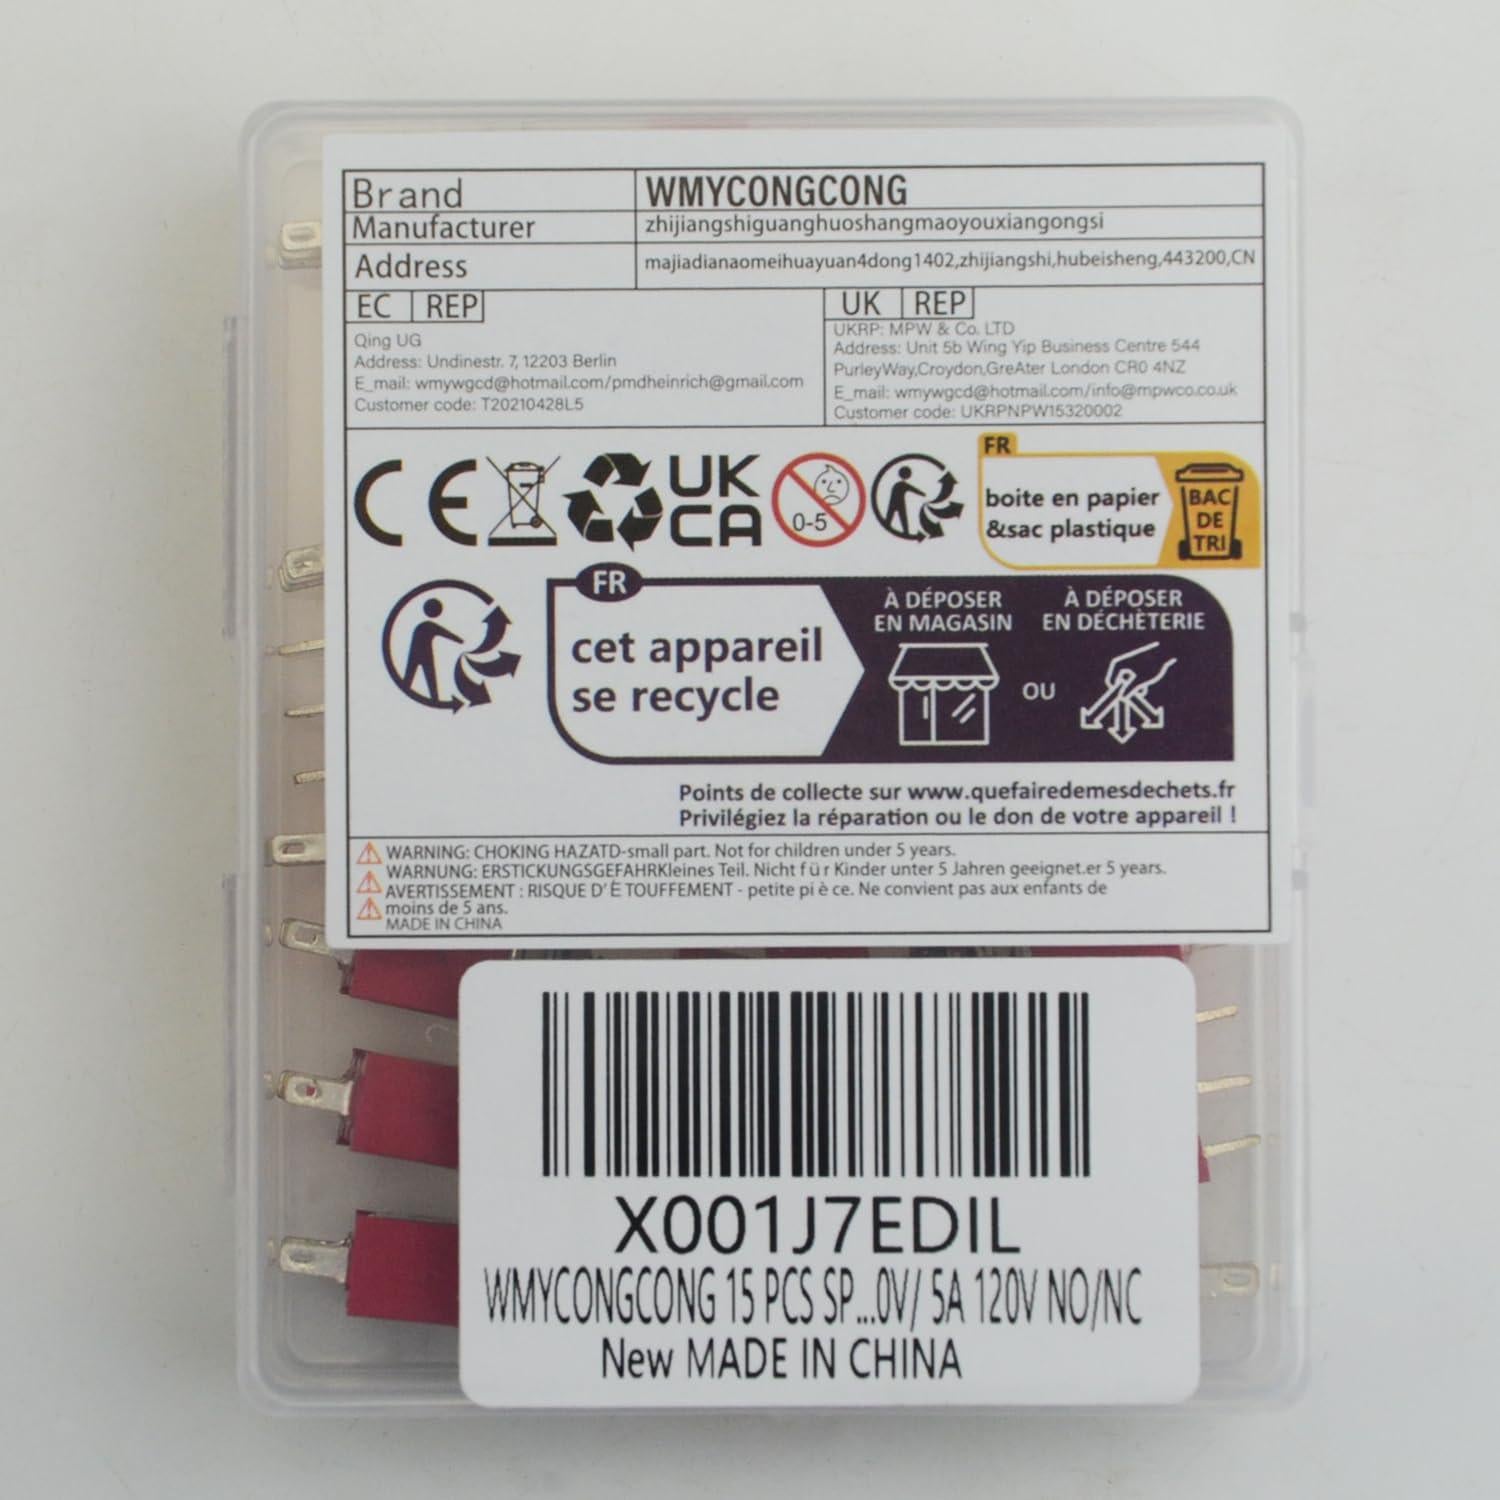 Brand WMYCONGCONG
Manufacturer zhijiangshiguanghuoshangmaoyouxiangongsi
Address majiadianaomeihuayuan4dong1402,zhijiangshi,hubeisheng,443200,CN
EC REP
Qing UG
Address: Undinestr. 7, 12203 Berlin
E_mail: wmywgcd@hotmail.com/pmdheinrich@gmail.com
Customer code: T20210428L5
UK REP
UKRP: MPW & Co. LTD
Address: Unit 5b Wing Yip Business Centre 544
PurleyWay,Croydon,GreAter London CR0 4NZ
E_mail: wmywgcd@hotmail.com/info@mpwco.co.uk
Customer code: UKRPNPW15320002
CE
UK
CA
0-5
FR
boite en papier
&sac plastique
BAC
DE
TRI
FR
cet appareil
se recycle
À DÉPOSER
EN MAGASIN
OU
À DÉPOSER
EN DÉCHÈTERIE
Points de collecte sur www.quefairedemesdechets.fr
Privilégiez la réparation ou le don de votre appareil !
WARNING: CHOKING HAZATD-small part. Not for children under 5 years.
WARNUNG: ERSTICKUNGSGEFAHRKleines Teil. Nicht für Kinder unter 5 Jahren geeignet.er 5 years.
AVERTISSEMENT : RISQUE D' É TOUFFEMENT - petite pi è ce. Ne convient pas aux enfants de
moins de 5 ans.
MADE IN CHINA
X001J7EDIL
WMYCONGCONG 15 PCS SP...0V/ 5A 120V NO/NC
New MADE IN CHINA